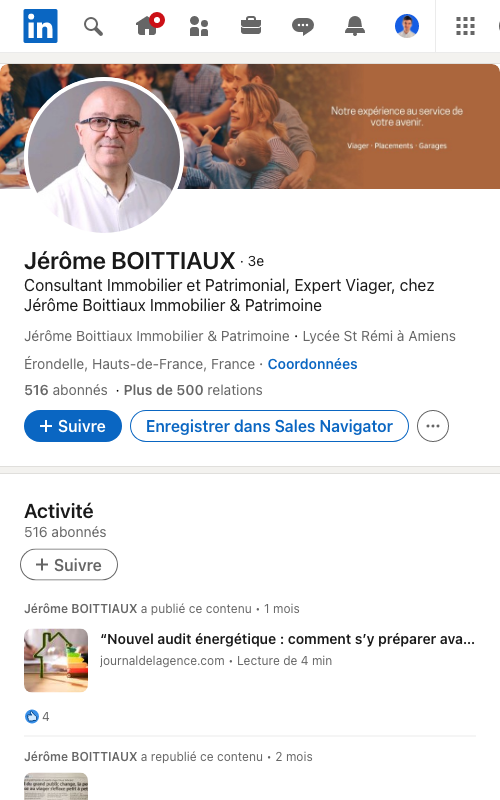 in
Notre expérience au service de
votre avenir.
Viager · Placements · Garages
Jérôme BOITTIAUX · 3e
Consultant Immobilier et Patrimonial, Expert Viager, chez
Jérôme Boittiaux Immobilier & Patrimoine
Jérôme Boittiaux Immobilier & Patrimoine • Lycée St Rémi à Amiens
Érondelle, Hauts-de-France, France · Coordonnées
516 abonnés · Plus de 500 relations
+ Suivre
Enregistrer dans Sales Navigator
Activité
516 abonnés
+ Suivre
Jérôme BOITTIAUX a publié ce contenu • 1 mois
“Nouvel audit énergétique : comment s’y préparer ava...
journaldelagence.com • Lecture de 4 min
4
Jérôme BOITTIAUX a republié ce contenu • 2 mois